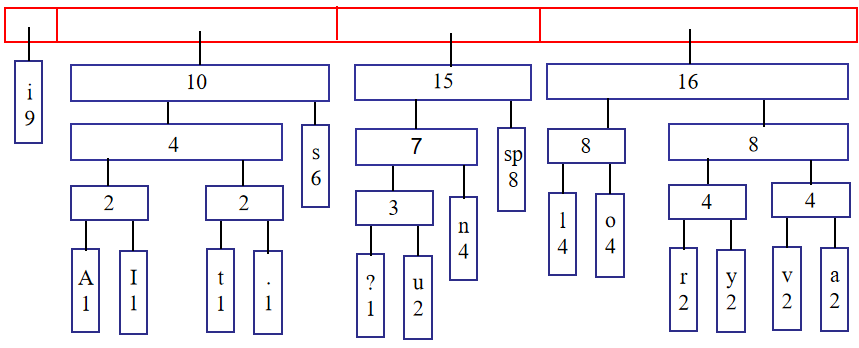 10 15 16
i 9
4 s 6 7 sp 8 8 8
2 2 3 n 4 l 4 o 4 4 4
A 1 I 1 t 1 . 1 ? 1 u 2 r 2 y 2 v 2 a 2